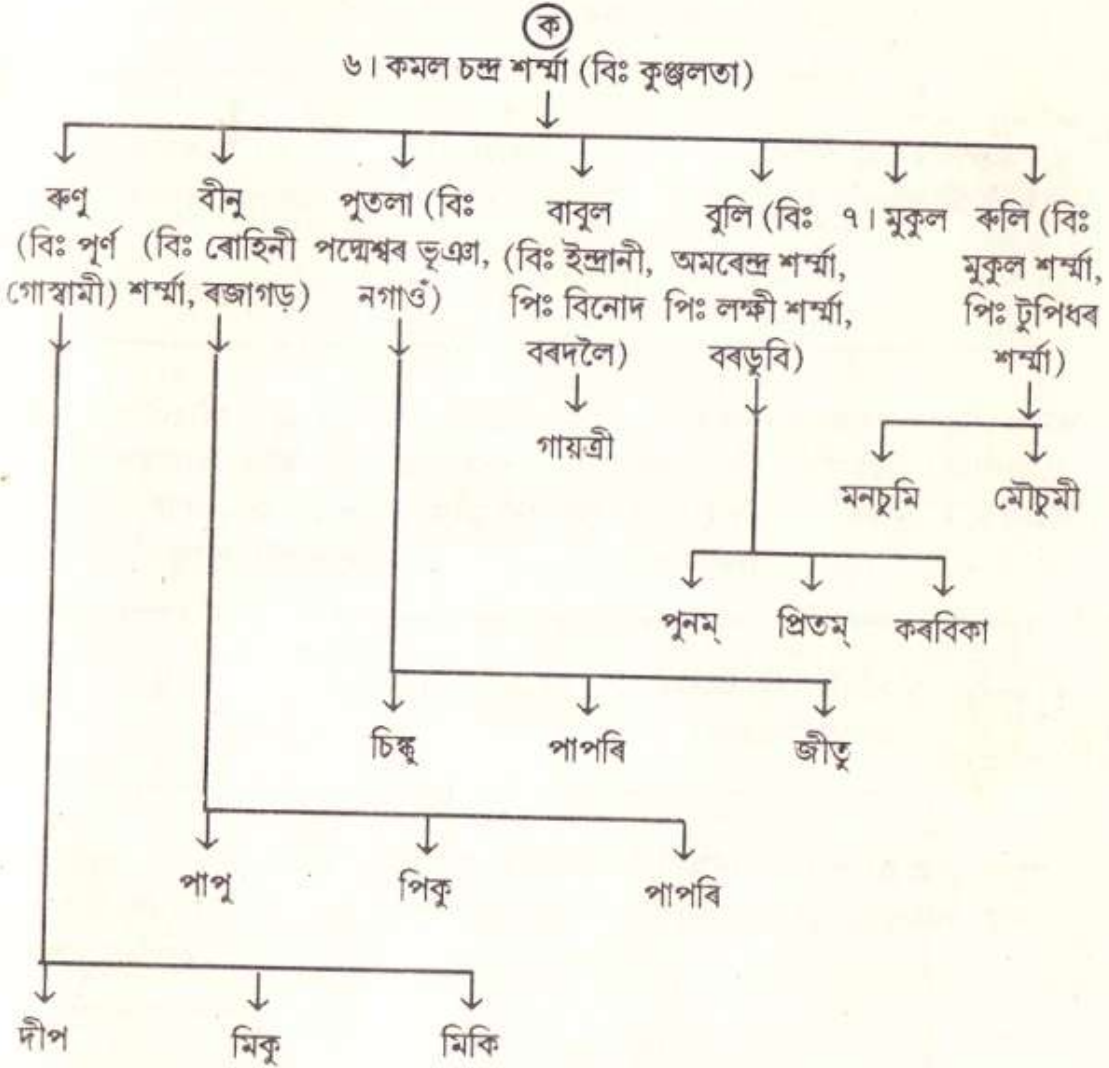 ক
৬। কমল চন্দ্ৰ শৰ্ম্মা (বিঃ কুঞ্জলতা)
ৰুণু বীনু পুতলা (বিঃ বাবুল বুলি (বিঃ ৭। মুকুল ৰুলি (বিঃ
(বিঃ পূৰ্ণ (বিঃ ৰোহিনী পদ্মেশ্বৰ ভূঞা, (বিঃ ইন্দ্ৰানী, অমৰেন্দ্ৰ শৰ্ম্মা, মুকুল শৰ্ম্মা,
গোস্বামী) শৰ্ম্মা, ৰজাগড়) নগাওঁ) পিঃ বিনোদ পিঃ লক্ষী শৰ্ম্মা, পিঃ টুপিধৰ
বৰদলৈ) বৰডুবি) শৰ্ম্মা)
গায়ত্ৰী
মনচুমি মৌচুমী
পুনম্ প্ৰিতম্ কৰবিকা
চিঙ্কু পাপৰি জীতু
পাপু পিকু পাপৰি
দীপ মিকু মিকি